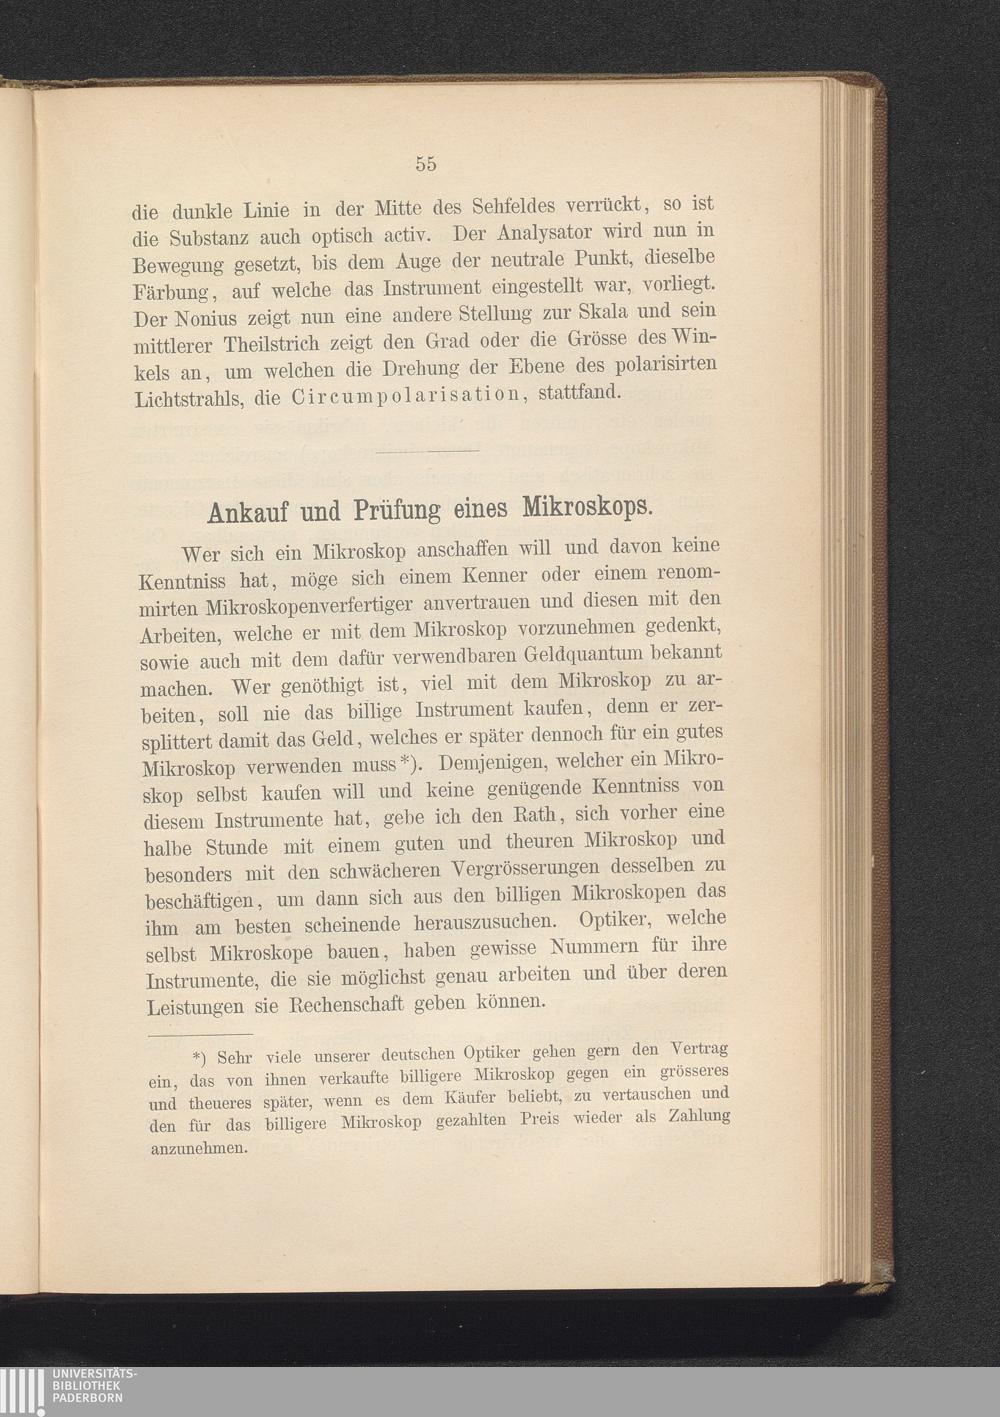 55
die dunkle Linie in der Mitte des Sehfeldes verrückt, so ist
die Substanz auch optisch activ. Der Analysator wird nun in
Bewegung gesetzt, bis dem Auge der neutrale Punkt, dieselbe
Färbung, auf welche das Instrument eingestellt war, vorliegt.
Der Nonius zeigt nun eine andere Stellung zur Skala und sein
mittlerer Theilstrich zeigt den Grad oder die Grösse des Win-
kels an, um welchen die Drehung der Ebene des polarisirten
Lichtstrahls, die Circumpolarisation, stattfand.
Ankauf und Prüfung eines Mikroskops.
Wer sich ein Mikroskop anschaffen will und davon keine
Kenntniss hat, möge sich einem Kenner oder einem renom-
mirten Mikroskopenverfertiger anvertrauen und diesen mit den
Arbeiten, welche er mit dem Mikroskop vorzunehmen gedenkt,
sowie auch mit dem dafür verwendbaren Geldquantum bekannt
machen. Wer genöthigt ist, viel mit dem Mikroskop zu ar-
beiten, soll nie das billige Instrument kaufen, denn er zer-
splittert damit das Geld, welches er später dennoch für ein gutes
Mikroskop verwenden muss*). Demjenigen, welcher ein Mikro-
skop selbst kaufen will und keine genügende Kenntniss von
diesem Instrumente hat, gebe ich den Rath, sich vorher eine
halbe Stunde mit einem guten und theuren Mikroskop und
besonders mit den schwächeren Vergrösserungen desselben zu
beschäftigen, um dann sich aus den billigen Mikroskopen das
ihm am besten scheinende herauszusuchen. Optiker, welche
selbst Mikroskope bauen, haben gewisse Nummern für ihre
Instrumente, die sie möglichst genau arbeiten und über deren
Leistungen sie Rechenschaft geben können.
*) Sehr viele unserer deutschen Optiker gehen gern den Vertrag
ein, das von ihnen verkaufte billigere Mikroskop gegen ein grösseres
und theueres später, wenn es dem Käufer beliebt, zu vertauschen und
den für das billigere Mikroskop gezahlten Preis wieder als Zahlung
anzunehmen.
UNIVERSITÄTS-
BIBLIOTHEK
PADERBORN